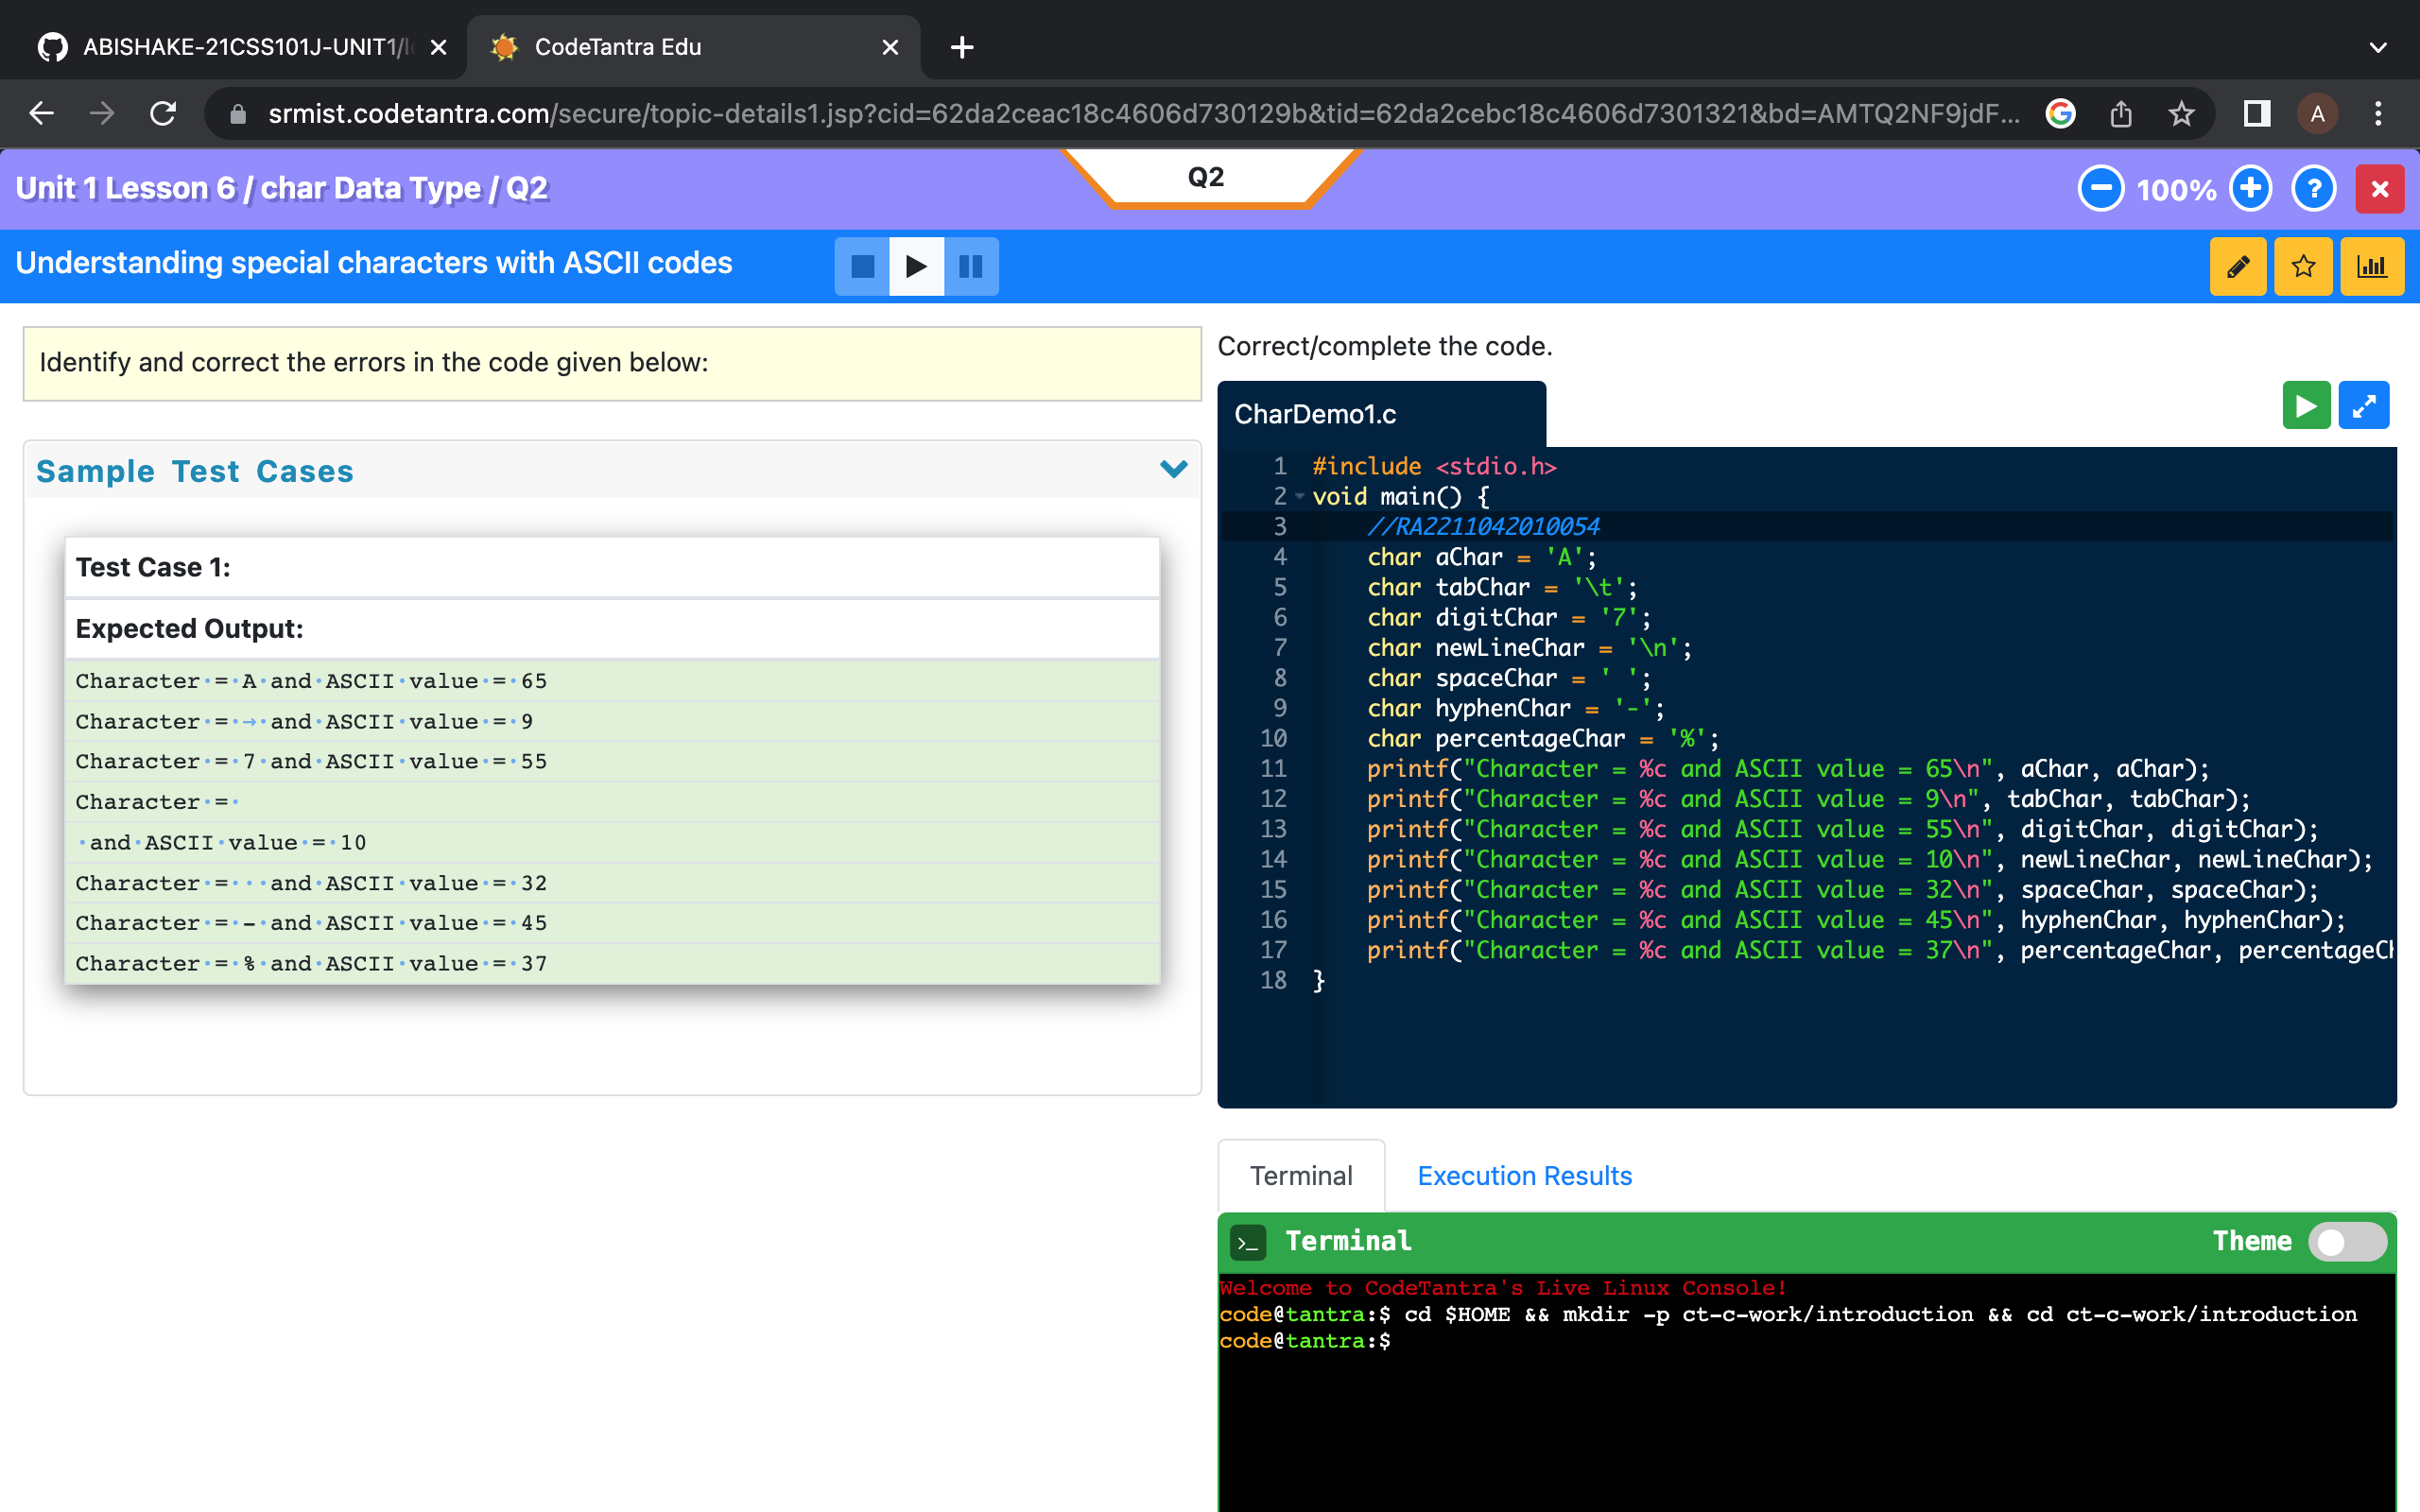 ABISHAKE-21CSS101J-UNIT1/l
CodeTantra Edu
srmist.codetantra.com/secure/topic-details1.jsp?cid=62da2ceac18c4606d730129b&tid=62da2cebc18c4606d7301321&bd=AMTQ2NF9jdF...
A
Unit 1 Lesson 6 / char Data Type / Q2
Q2
100%
?
Understanding special characters with ASCII codes
Identify and correct the errors in the code given below:
Sample Test Cases
Test Case 1:
Expected Output:
Character·=·A·and·ASCII·value·=·65
Character·=·→·and·ASCII·value·=·9
Character·=·7·and·ASCII·value·=·55
Character·=·
·and·ASCII·value·=·10
Character·=···and·ASCII·value·=·32
Character·=·-·and·ASCII·value·=·45
Character·=·%·and·ASCII·value·=·37
Correct/complete the code.
CharDemo1.c
1 #include <stdio.h>
2 void main() {
3 //RA2211042010054
4 char aChar = 'A';
5 char tabChar = '\t';
6 char digitChar = '7';
7 char newLineChar = '\n';
8 char spaceChar = ' ';
9 char hyphenChar = '-';
10 char percentageChar = '%';
11 printf("Character = %c and ASCII value = 65\n", aChar, aChar);
12 printf("Character = %c and ASCII value = 9\n", tabChar, tabChar);
13 printf("Character = %c and ASCII value = 55\n", digitChar, digitChar);
14 printf("Character = %c and ASCII value = 10\n", newLineChar, newLineChar);
15 printf("Character = %c and ASCII value = 32\n", spaceChar, spaceChar);
16 printf("Character = %c and ASCII value = 45\n", hyphenChar, hyphenChar);
17 printf("Character = %c and ASCII value = 37\n", percentageChar, percentageCh
18 }
Terminal
Execution Results
>_ Terminal
Theme
Welcome to CodeTantra's Live Linux Console!
code@tantra:$ cd $HOME && mkdir -p ct-c-work/introduction && cd ct-c-work/introduction
code@tantra:$